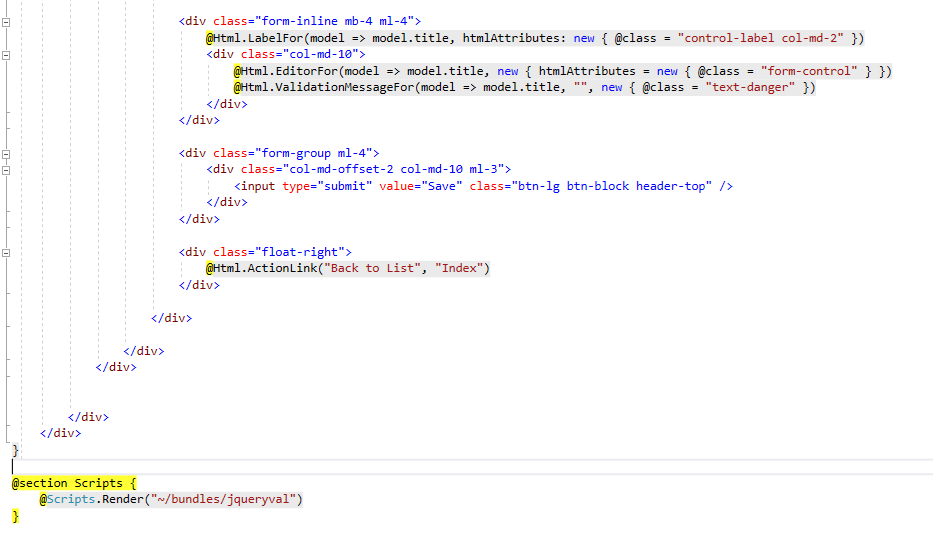 <div class="form-inline mb-4 ml-4">
@Html.LabelFor(model => model.title, htmlAttributes: new { @class = "control-label col-md-2" })
<div class="col-md-10">
@Html.EditorFor(model => model.title, new { htmlAttributes = new { @class = "form-control" } })
@Html.ValidationMessageFor(model => model.title, "", new { @class = "text-danger" })
</div>
</div>
<div class="form-group ml-4">
<div class="col-md-offset-2 col-md-10 ml-3">
<input type="submit" value="Save" class="btn-lg btn-block header-top" />
</div>
</div>
<div class="float-right">
@Html.ActionLink("Back to List", "Index")
</div>
</div>
</div>
</div>
</div>
</div>
}
@section Scripts {
@Scripts.Render("~/bundles/jqueryval")
}